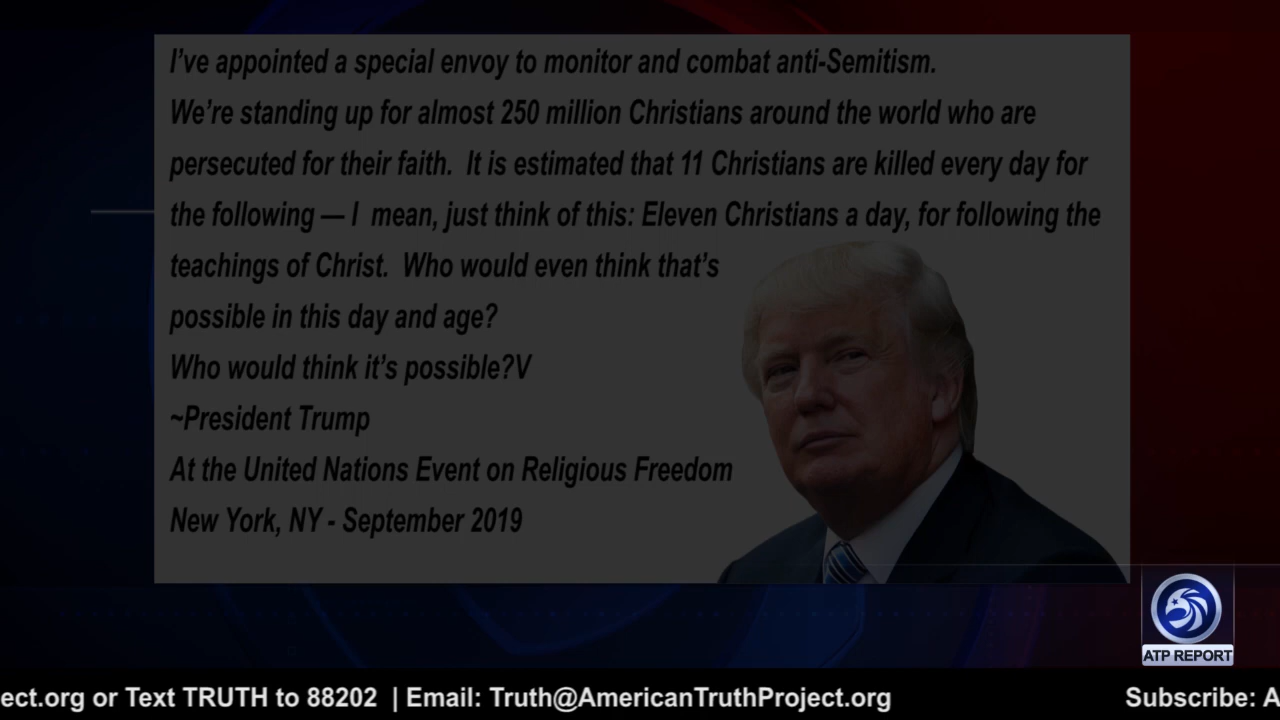 I've appointed a special envoy to monitor and combat anti-Semitism.
We're standing up for almost 250 million Christians around the world who are
persecuted for their faith.  It is estimated that 11 Christians are killed every day for
the following — I  mean, just think of this: Eleven Christians a day, for following the
teachings of Christ.  Who would even think that's
possible in this day and age?
Who would think it's possible?V
~President Trump
At the United Nations Event on Religious Freedom
New York, NY - September 2019
ATP REPORT
ect.org or Text TRUTH to 88202  | Email: Truth@AmericanTruthProject.org
Subscribe: A